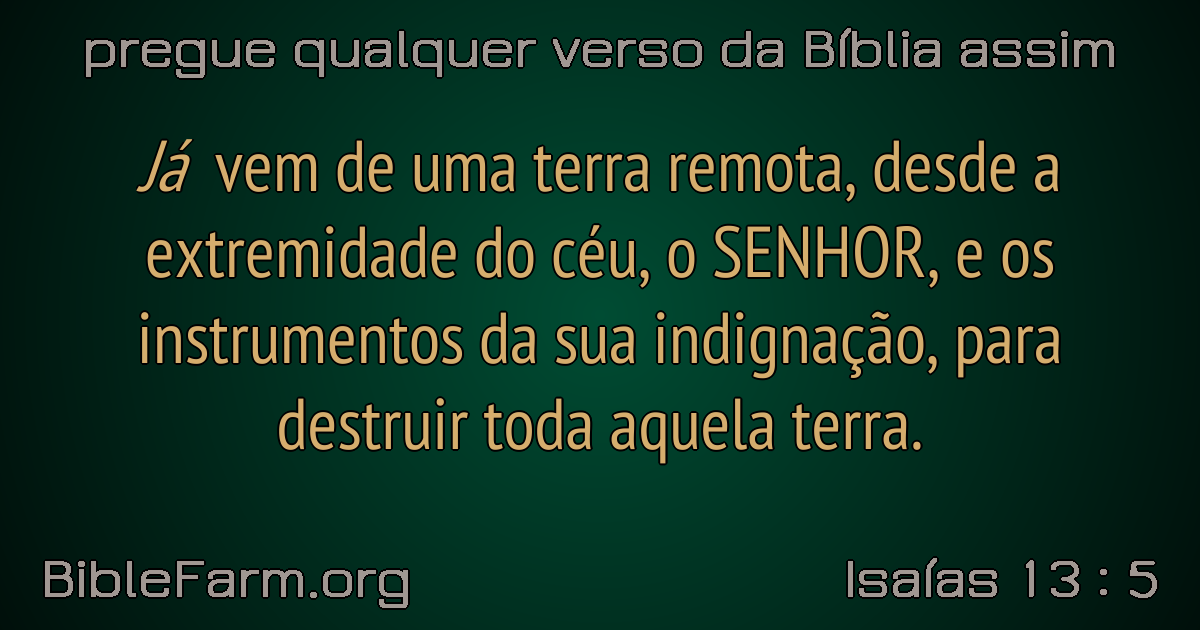 pregue qualquer verso da Bíblia assim
Já vem de uma terra remota, desde a
extremidade do céu, o SENHOR, e os
instrumentos da sua indignação, para
destruir toda aquela terra.
BibleFarm.org
Isaías 13 : 5